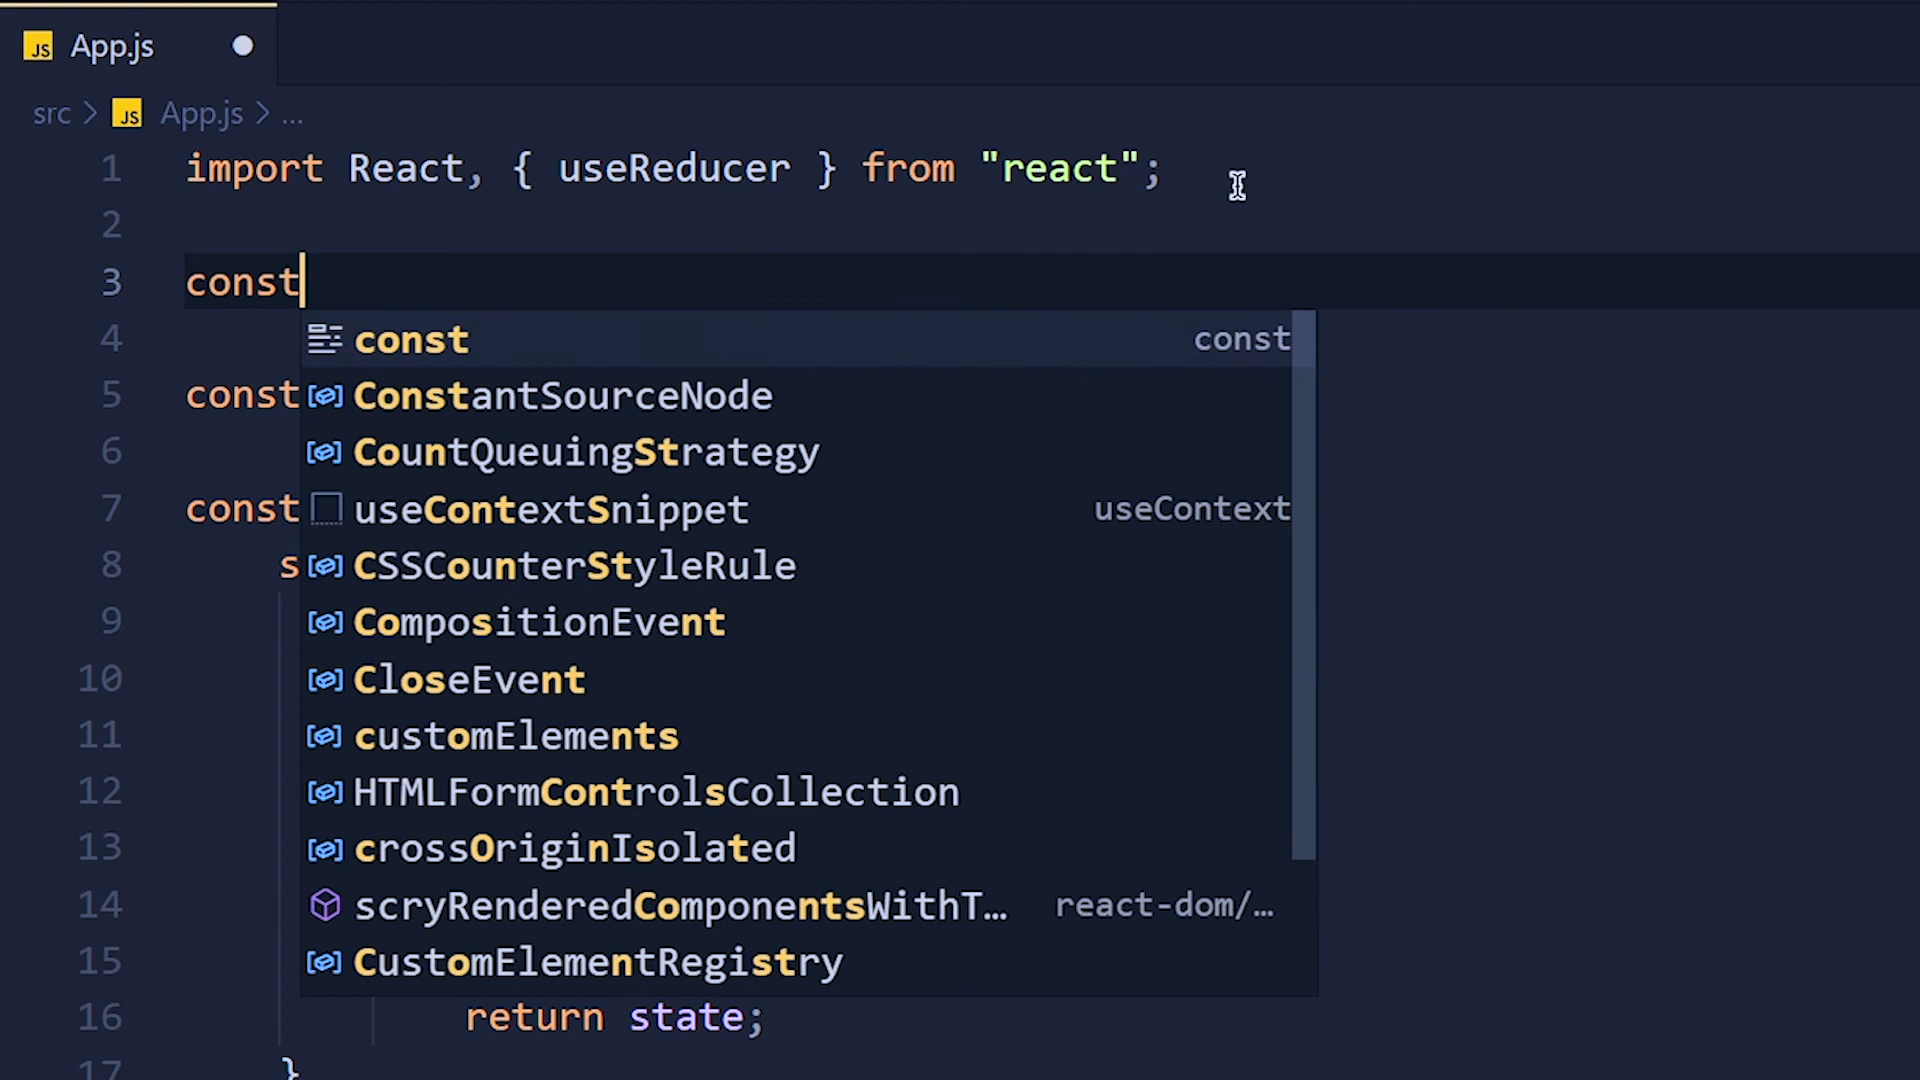 JS App.js
src > JS App.js > ...
1 import React, { useReducer } from "react";
2
3 const
4 const const
5 const ConstantSourceNode
6 CountQueuingStrategy
7 const useContextSnippet useContext
8 s CSSCounterStyleRule
9 CompositionEvent
10 CloseEvent
11 customElements
12 HTMLFormControlsCollection
13 crossOriginIsolated
14 scryRenderedComponentsWithT… react-dom/…
15 CustomElementRegistry
16 return state;
17 }